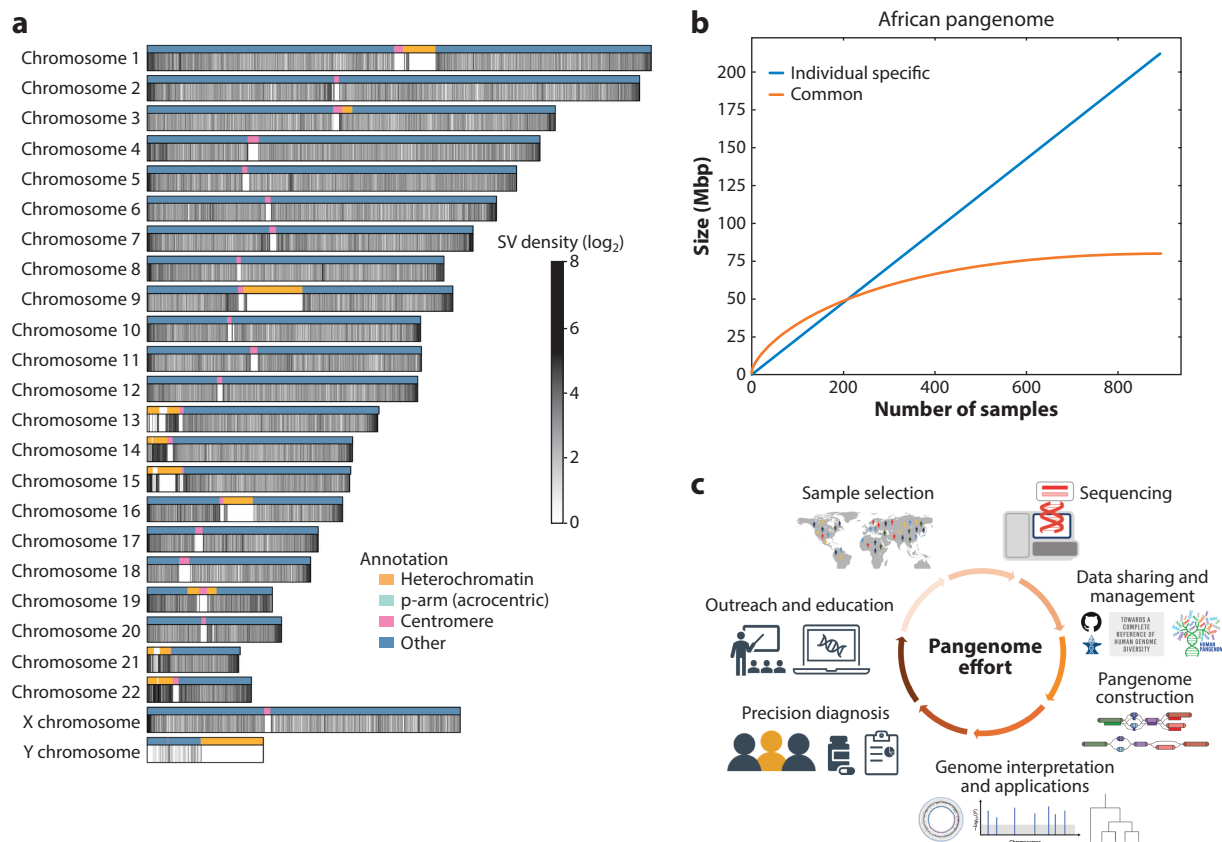 a
Chromosome 1
Chromosome 2
Chromosome 3
Chromosome 4
Chromosome 5
Chromosome 6
Chromosome 7
Chromosome 8
Chromosome 9
Chromosome 10
Chromosome 11
Chromosome 12
Chromosome 13
Chromosome 14
Chromosome 15
Chromosome 16
Chromosome 17
Chromosome 18
Chromosome 19
Chromosome 20
Chromosome 21
Chromosome 22
X chromosome
Y chromosome
SV density (log₂)
8
6
4
2
0
Annotation
Heterochromatin
p-arm (acrocentric)
Centromere
Other
b
African pangenome
Individual specific
Common
Size (Mbp)
200
175
150
125
100
75
50
25
0
0
200
400
600
800
Number of samples
c
Sample selection
Sequencing
Data sharing and
management
TOWARDS A
COMPLETE
REFERENCE OF
HUMAN GENOME
DIVERSITY
HUMAN
PANGENOM
Pangenome
construction
Genome interpretation
and applications
−log₁₀(P)
Precision diagnosis
Outreach and education
Pangenome
effort